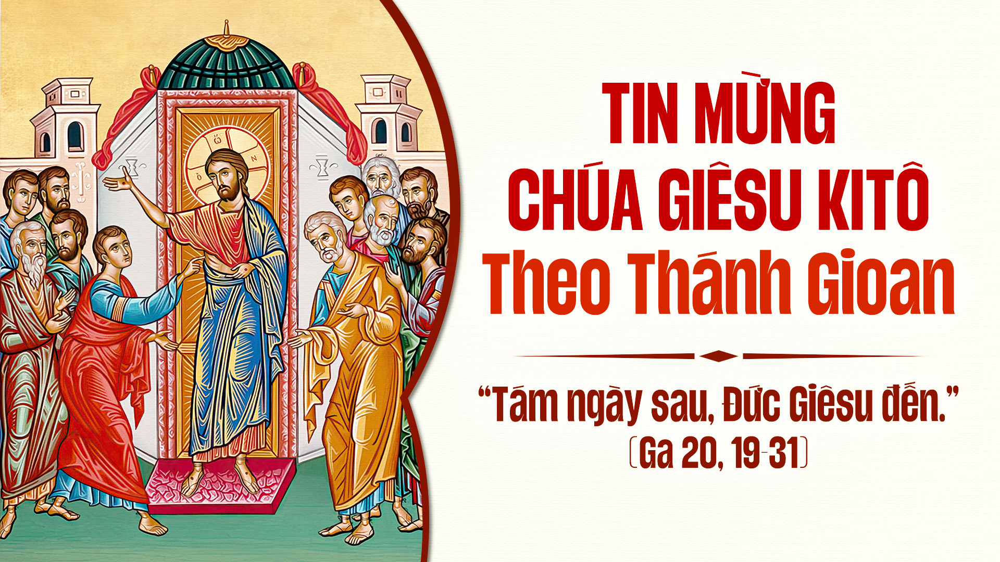 ὁ ὤ Ν
TIN MỪNG
CHÚA GIÊSU KITÔ
Theo Thánh Gioan
“Tám ngày sau, Đức Giêsu đến.”
(Ga 20, 19-31)